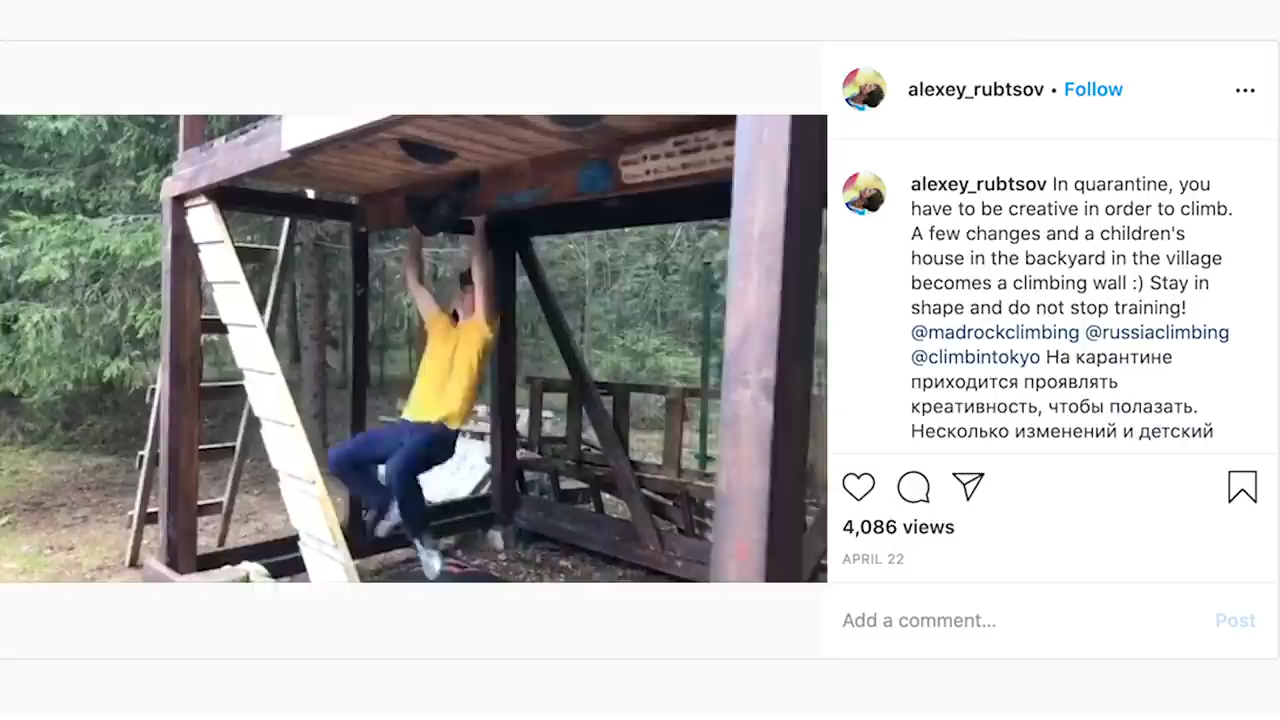 alexey_rubtsov • Follow
alexey_rubtsov In quarantine, you
have to be creative in order to climb.
A few changes and a children's
house in the backyard in the village
becomes a climbing wall :) Stay in
shape and do not stop training!
@madrockclimbing @russiaclimbing
@climbintokyo На карантине
приходится проявлять
креативность, чтобы полазать.
Несколько изменений и детский
4,086 views
APRIL 22
Add a comment...
Post